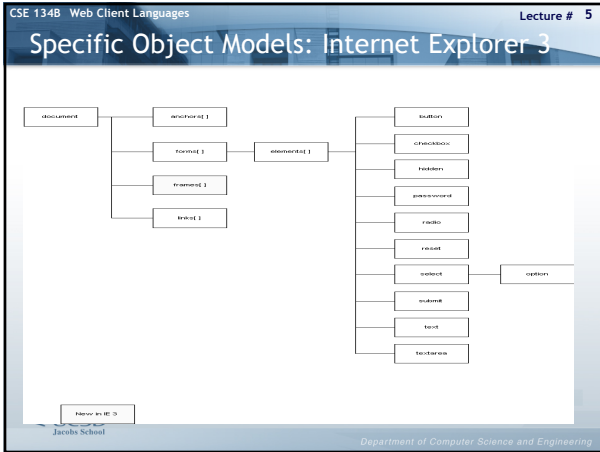 CSE 134B Web Client Languages
Lecture # 5
Specific Object Models: Internet Explorer 3
document
anchors[ ]
forms[ ]
frames[ ]
links[ ]
elements[ ]
button
checkbox
hidden
password
radio
reset
select
option
submit
text
textarea
New in IE 3
Jacobs School
Department of Computer Science and Engineering